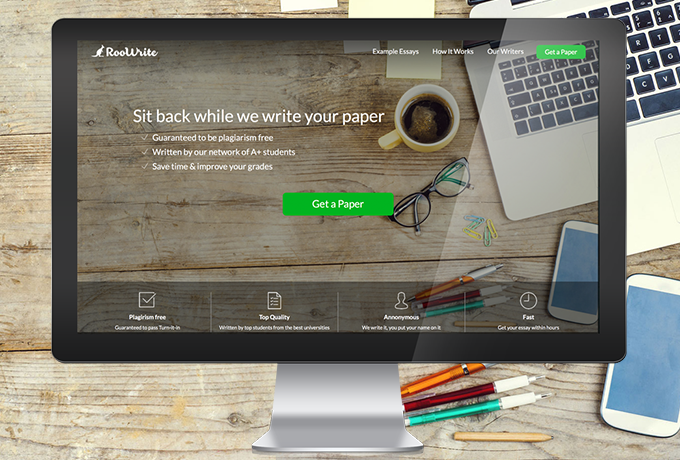 RooWrite
Example Essays How It Works Our Writers Get a Paper
Sit back while we write your paper
Guaranteed to be plagiarism free
Written by our network of A+ students
Save time & improve your grades
Get a Paper
Plagirism free Top Quality Annonymous Fast
Guaranteed to pass Turn-it-in Written by top students from the best universities We write it, you put your name on it Get your essay within hours